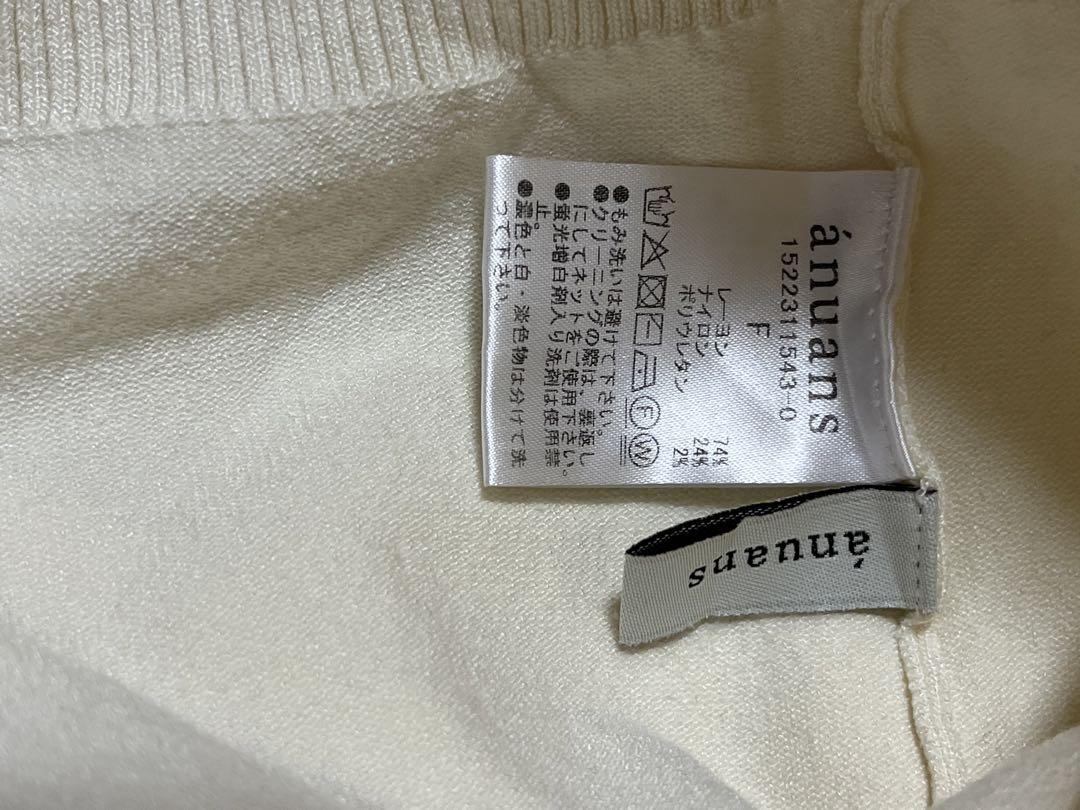 ánuans
1522311543-0
F
レーヨン 74%
ナイロン 24%
ポリウレタン 2%
F W
●もみ洗いは避けて下さい。
●クリーニングの際は、裏返し
にしてネットをご使用下さい。
●蛍光増白剤入り洗剤は使用禁
止。
●濃色と白・淡色物は分けて洗
って下さい。
ánuans